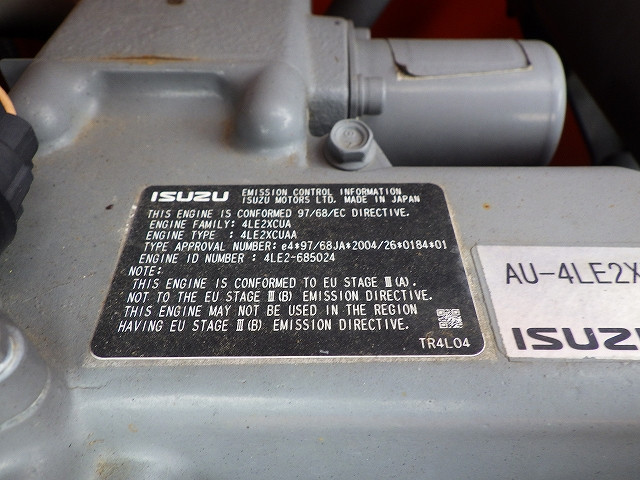 ISUZU EMISSION CONTROL INFORMATION
ISUZU MOTORS LTD. MADE IN JAPAN
THIS ENGINE IS CONFORMED 97/68/EC DIRECTIVE.
ENGINE FAMILY: 4LE2XCUA
ENGINE TYPE : 4LE2XCUAA
TYPE APPROVAL NUMBER: e4*97/68JA*2004/26*0184*01
ENGINE ID NUMBER : 4LE2-685024
NOTE:
THIS ENGINE IS CONFORMED TO EU STAGE Ⅲ(A).
NOT TO THE EU STAGE Ⅲ(B) EMISSION DIRECTIVE.
THIS ENGINE MAY NOT BE USED IN THE REGION
HAVING EU STAGE Ⅲ(B) EMISSION DIRECTIVE.
TR4L04
AU-4LE2X
ISUZU